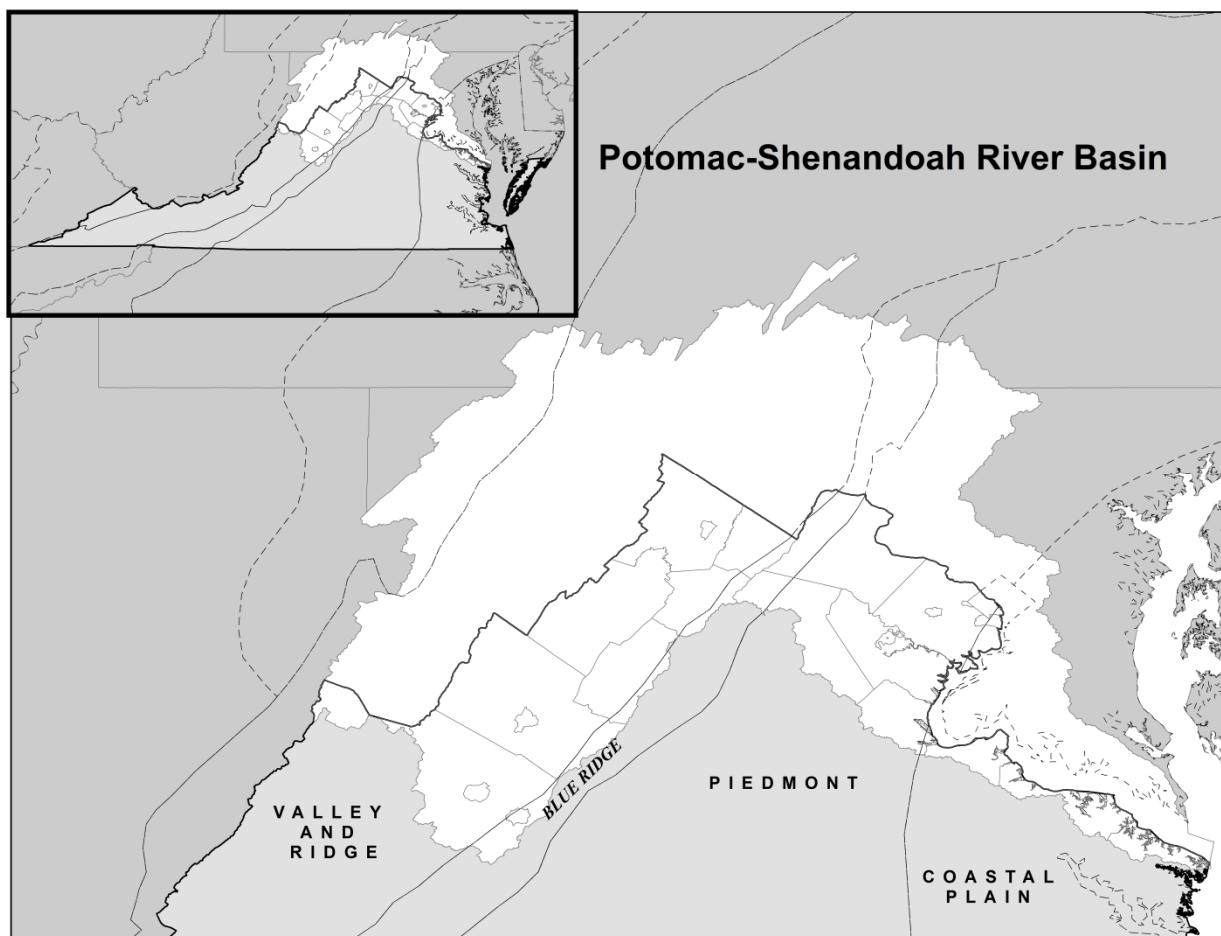 Potomac-Shenandoah River Basin
BLUE RIDGE
PIEDMONT
VALLEY
AND
RIDGE
COASTAL
PLAIN